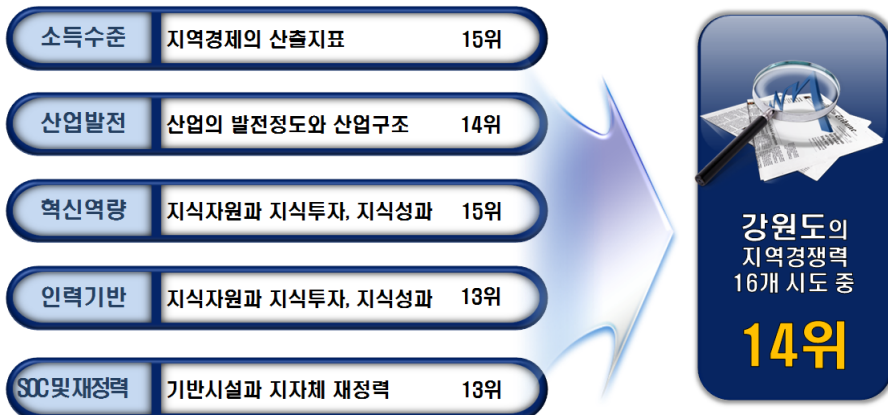 소득수준 지역경제의 산출지표 15위
산업발전 산업의 발전정도와 산업구조 14위
혁신역량 지식자원과 지식투자, 지식성과 15위
인력기반 지식자원과 지식투자, 지식성과 13위
SOC및재정력 기반시설과 지자체 재정력 13위
강원도의
지역경쟁력
16개 시도 중
14위